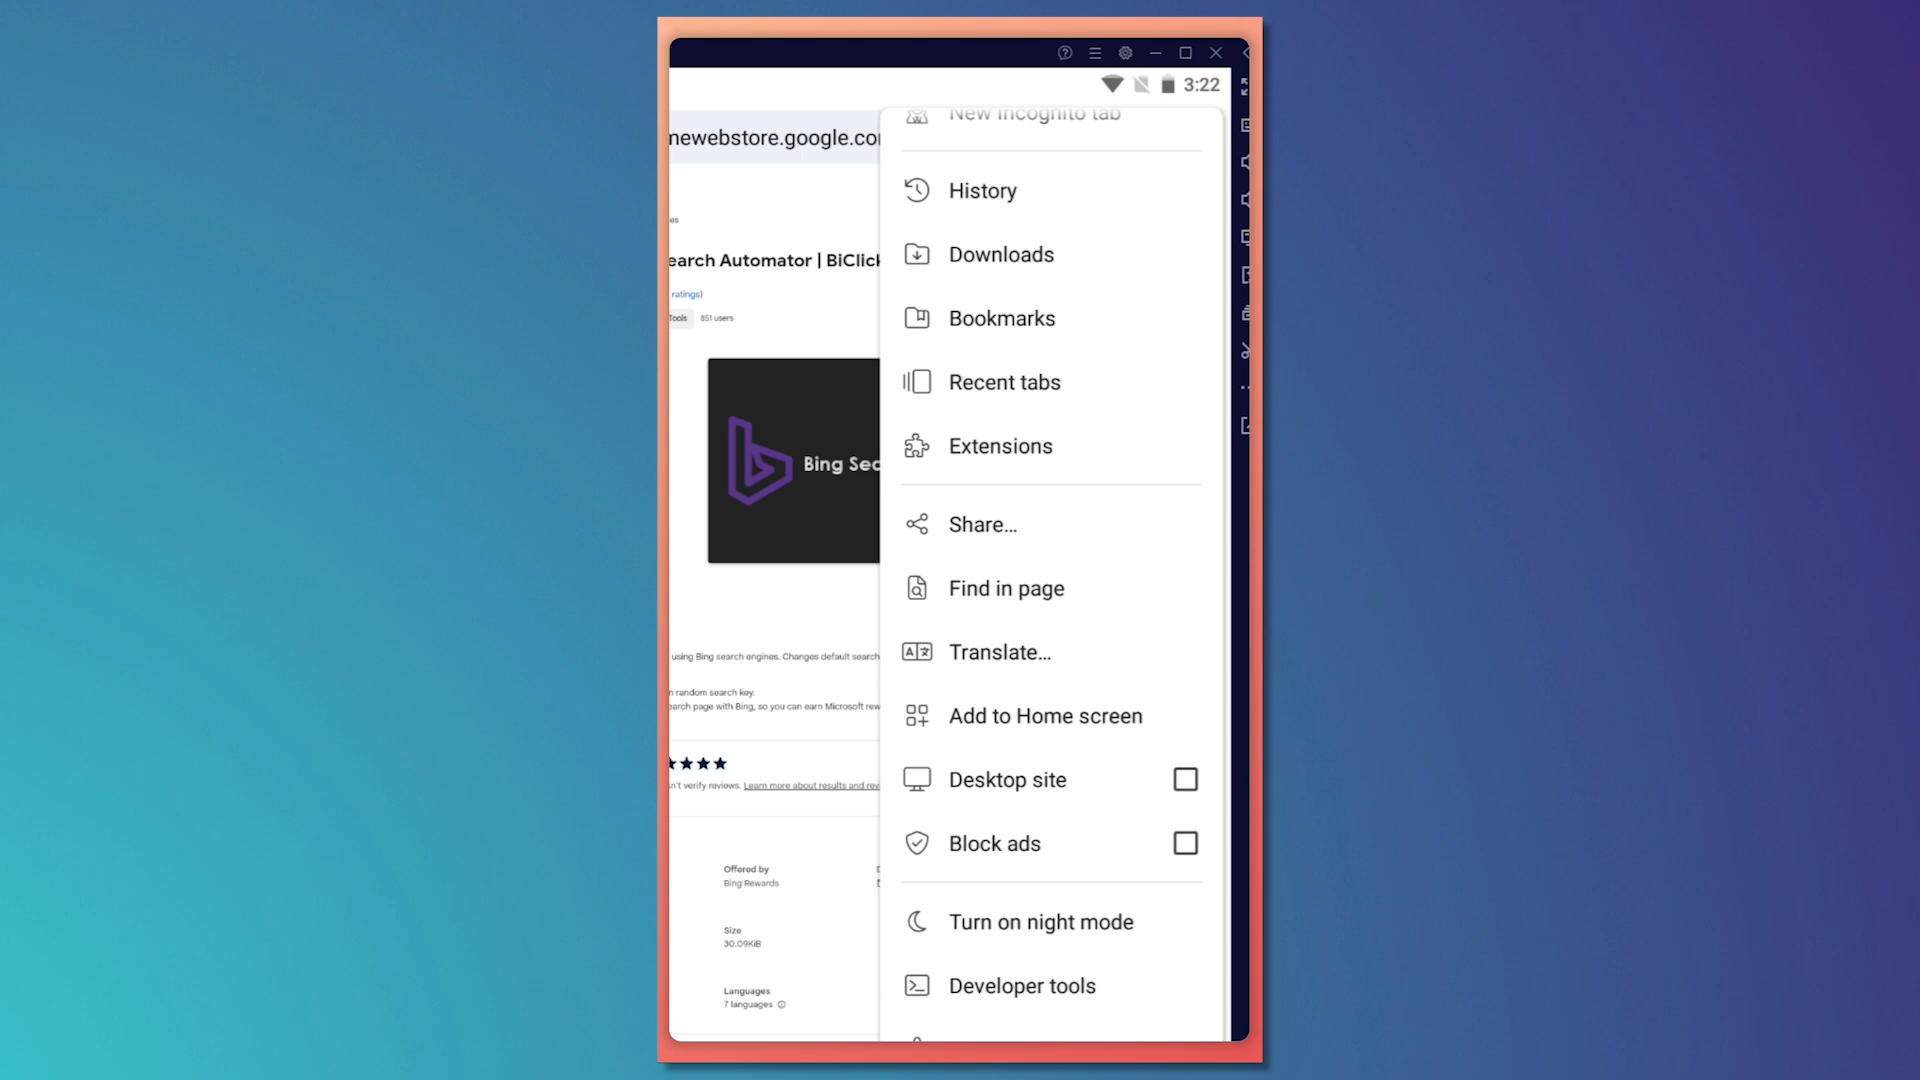 3:22
New Incognito tab
newebstore.google.co
History
es
Downloads
earch Automator | BiClick
ratings)
Tools 851 users
Bookmarks
Recent tabs
Extensions
Bing Sea
Share...
Find in page
Translate...
using Bing search engines. Changes default search
n random search key.
earch page with Bing, so you can earn Microsoft rew
Add to Home screen
Desktop site
n't verify reviews. Learn more about results and revi
Block ads
Offered by
Bing Rewards
Turn on night mode
Size
30.09KiB
Developer tools
Languages
7 languages